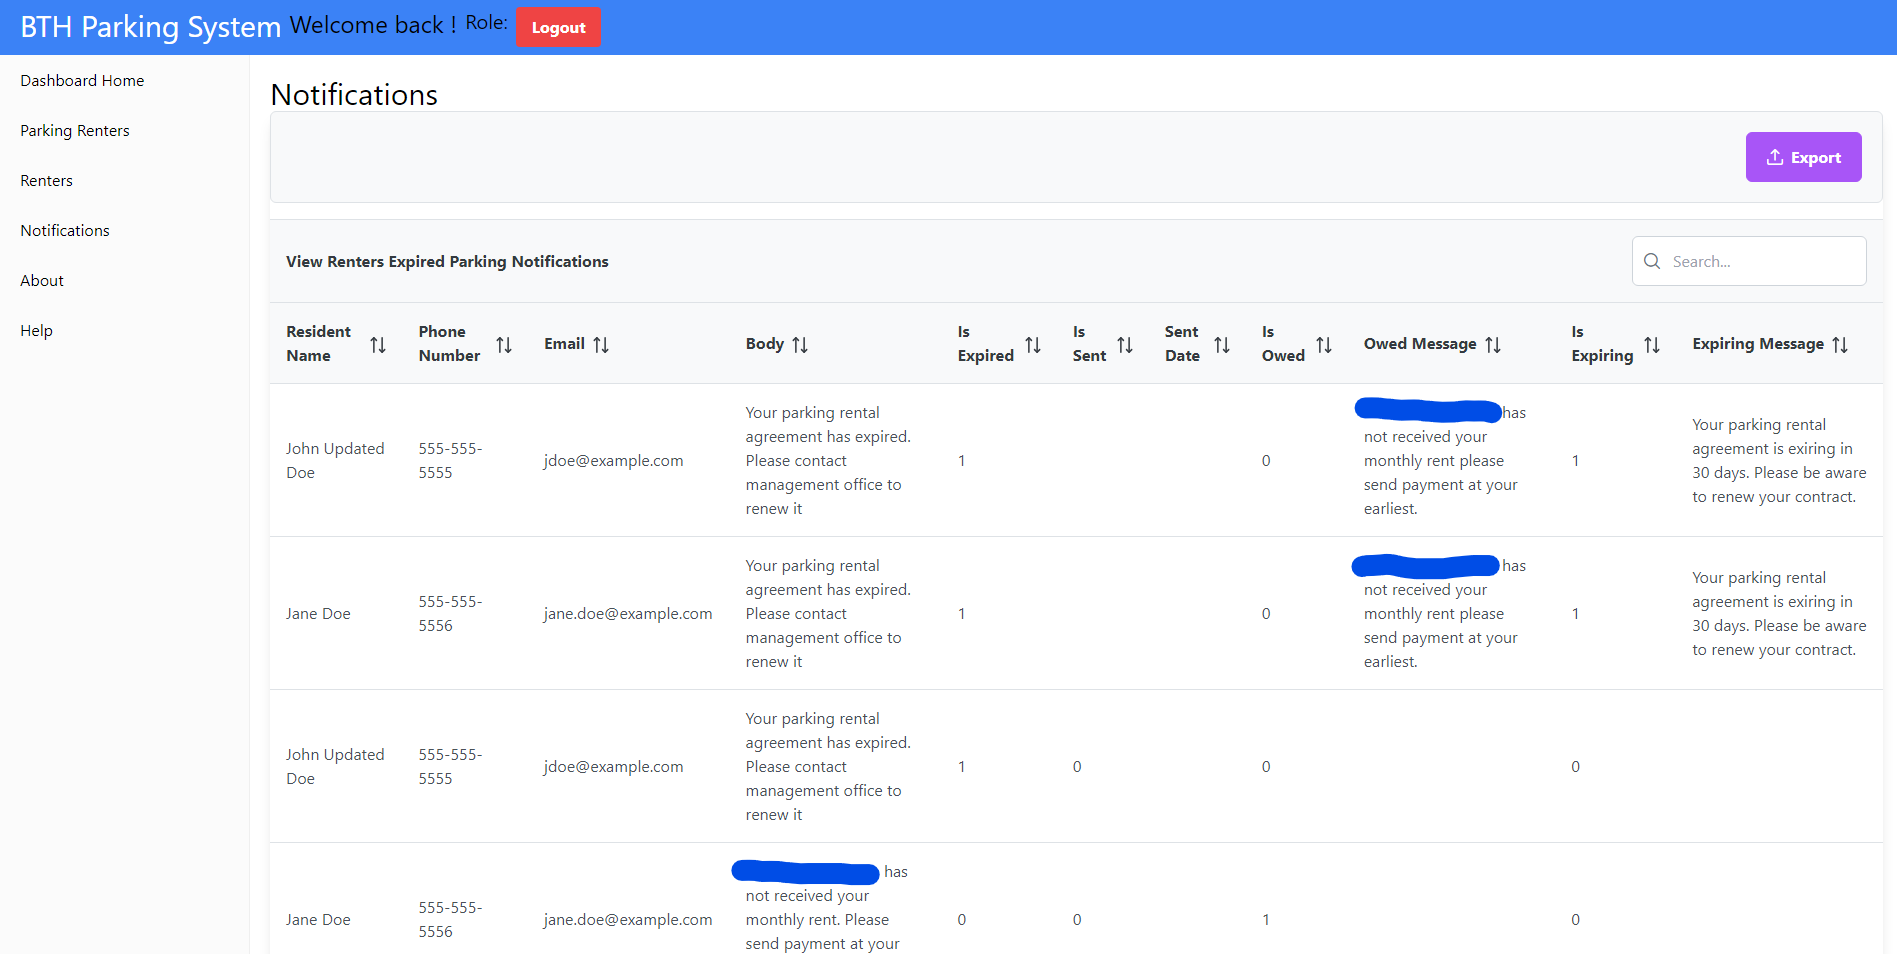 BTH Parking System Welcome back ! Role: Logout
Dashboard Home
Parking Renters
Renters
Notifications
About
Help
Notifications
Export
View Renters Expired Parking Notifications
Search...
Resident
Name
Phone
Number
Email
Body
Is
Expired
Is
Sent
Sent
Date
Is
Owed
Owed Message
Is
Expiring
Expiring Message
John Updated
Doe
555-555-
5555
jdoe@example.com
Your parking rental
agreement has expired.
Please contact
management office to
renew it
1
0
has
not received your
monthly rent please
send payment at your
earliest.
1
Your parking rental
agreement is exiring in
30 days. Please be aware
to renew your contract.
Jane Doe
555-555-
5556
jane.doe@example.com
Your parking rental
agreement has expired.
Please contact
management office to
renew it
1
0
has
not received your
monthly rent please
send payment at your
earliest.
1
Your parking rental
agreement is exiring in
30 days. Please be aware
to renew your contract.
John Updated
Doe
555-555-
5555
jdoe@example.com
Your parking rental
agreement has expired.
Please contact
management office to
renew it
1
0
0
0
Jane Doe
555-555-
5556
jane.doe@example.com
has
not received your
monthly rent. Please
send payment at your
0
0
1
0